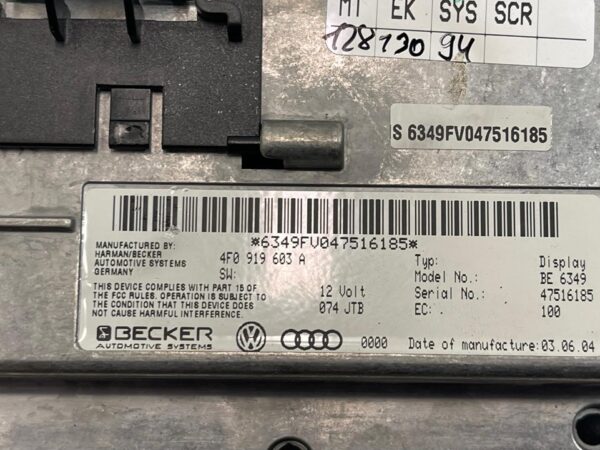 MT EK SYS SCR
128130 94
S 6349FV047516185
*6349FV047516185*
MANUFACTURED BY:
HARMAN/BECKER
AUTOMOTIVE SYSTEMS
GERMANY
4F0 919 603 A
SW:
Typ: Display
Model No.: BE 6349
Serial No.: 47516185
EC: 100
THIS DEVICE COMPLIES WITH PART 15 OF
THE FCC RULES. OPERATION IS SUBJECT TO
THE CONDITION THAT THIS DEVICE DOES
NOT CAUSE HARMFUL INTERFERENCE.
12 Volt
074 JTB
BECKER
AUTOMOTIVE SYSTEMS
0000 Date of manufacture: 03.06.04